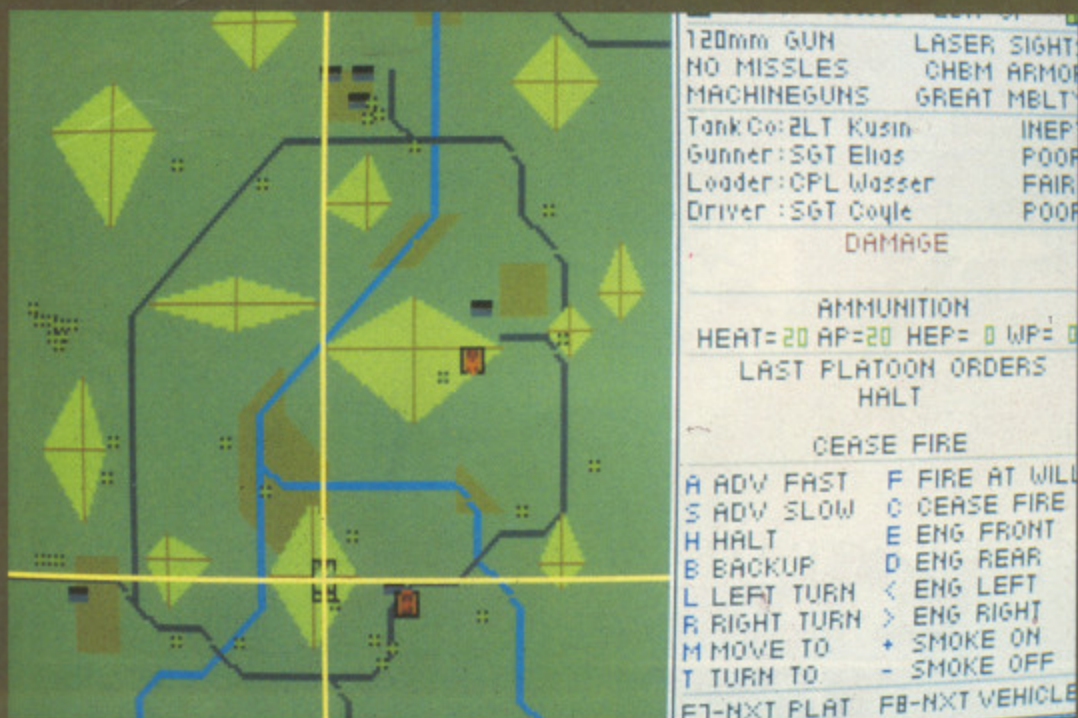 120mm GUN LASER SIGHTS
NO MISSLES CHBM ARMOR
MACHINEGUNS GREAT MBLTY
Tank Co:2LT Kusin INEPT
Gunner:SGT Elias POOR
Loader:CPL Wasser FAIR
Driver :SGT Coyle POOR
DAMAGE
AMMUNITION
HEAT=20 AP=20 HEP= 0 WP= 0
LAST PLATOON ORDERS
HALT
CEASE FIRE
A ADV FAST F FIRE AT WILL
S ADV SLOW C CEASE FIRE
H HALT E ENG FRONT
B BACKUP D ENG REAR
L LEFT TURN < ENG LEFT
R RIGHT TURN > ENG RIGHT
M MOVE TO + SMOKE ON
T TURN TO - SMOKE OFF
F7-NXT PLAT F8-NXT VEHICLE